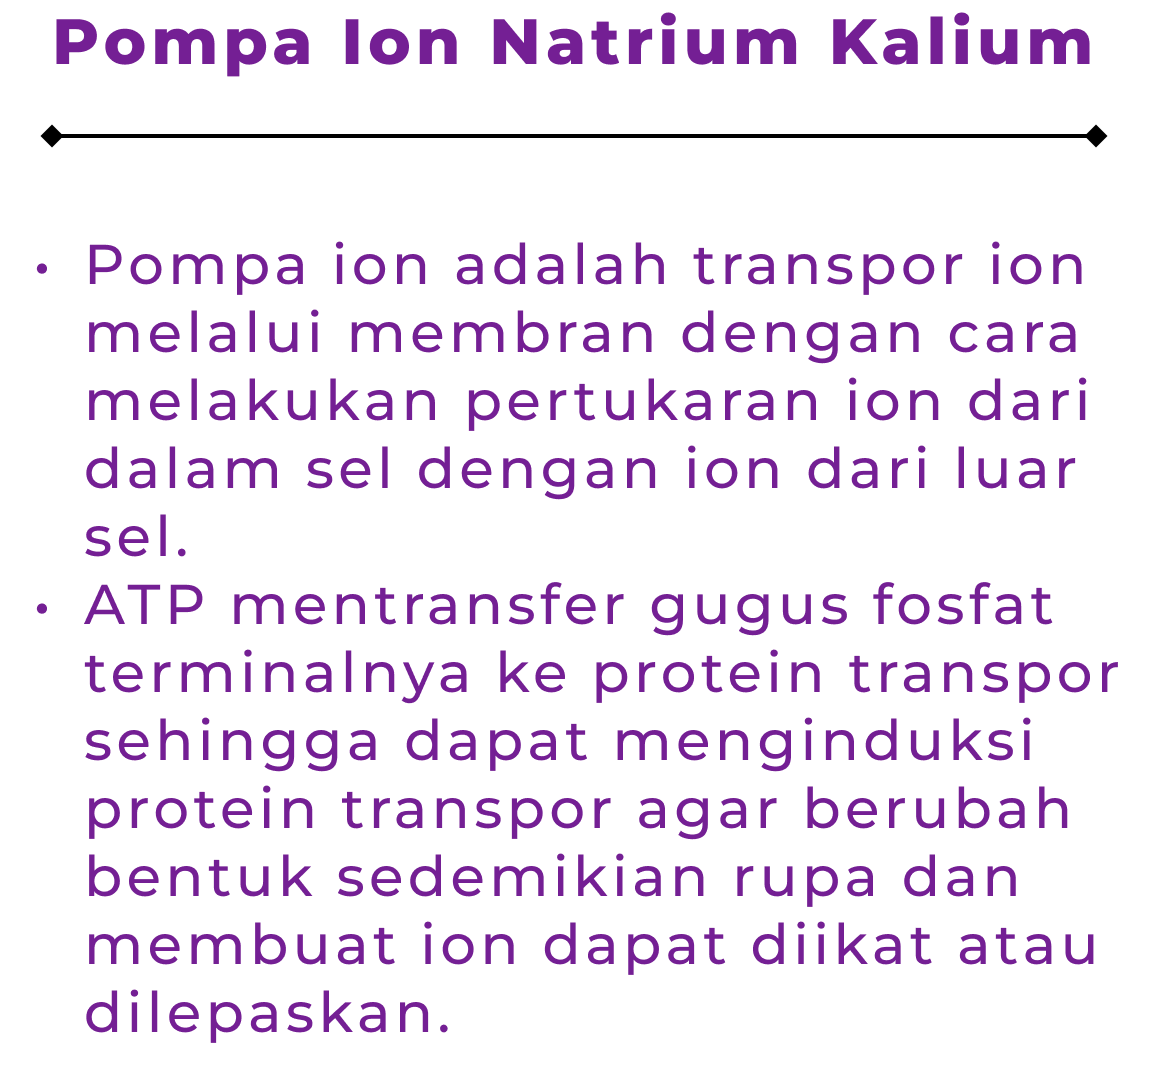 Pompa Ion Natrium Kalium
• Pompa ion adalah transpor ion
melalui membran dengan cara
melakukan pertukaran ion dari
dalam sel dengan ion dari luar
sel.
• ATP mentransfer gugus fosfat
terminalnya ke protein transpor
sehingga dapat menginduksi
protein transpor agar berubah
bentuk sedemikian rupa dan
membuat ion dapat diikat atau
dilepaskan.